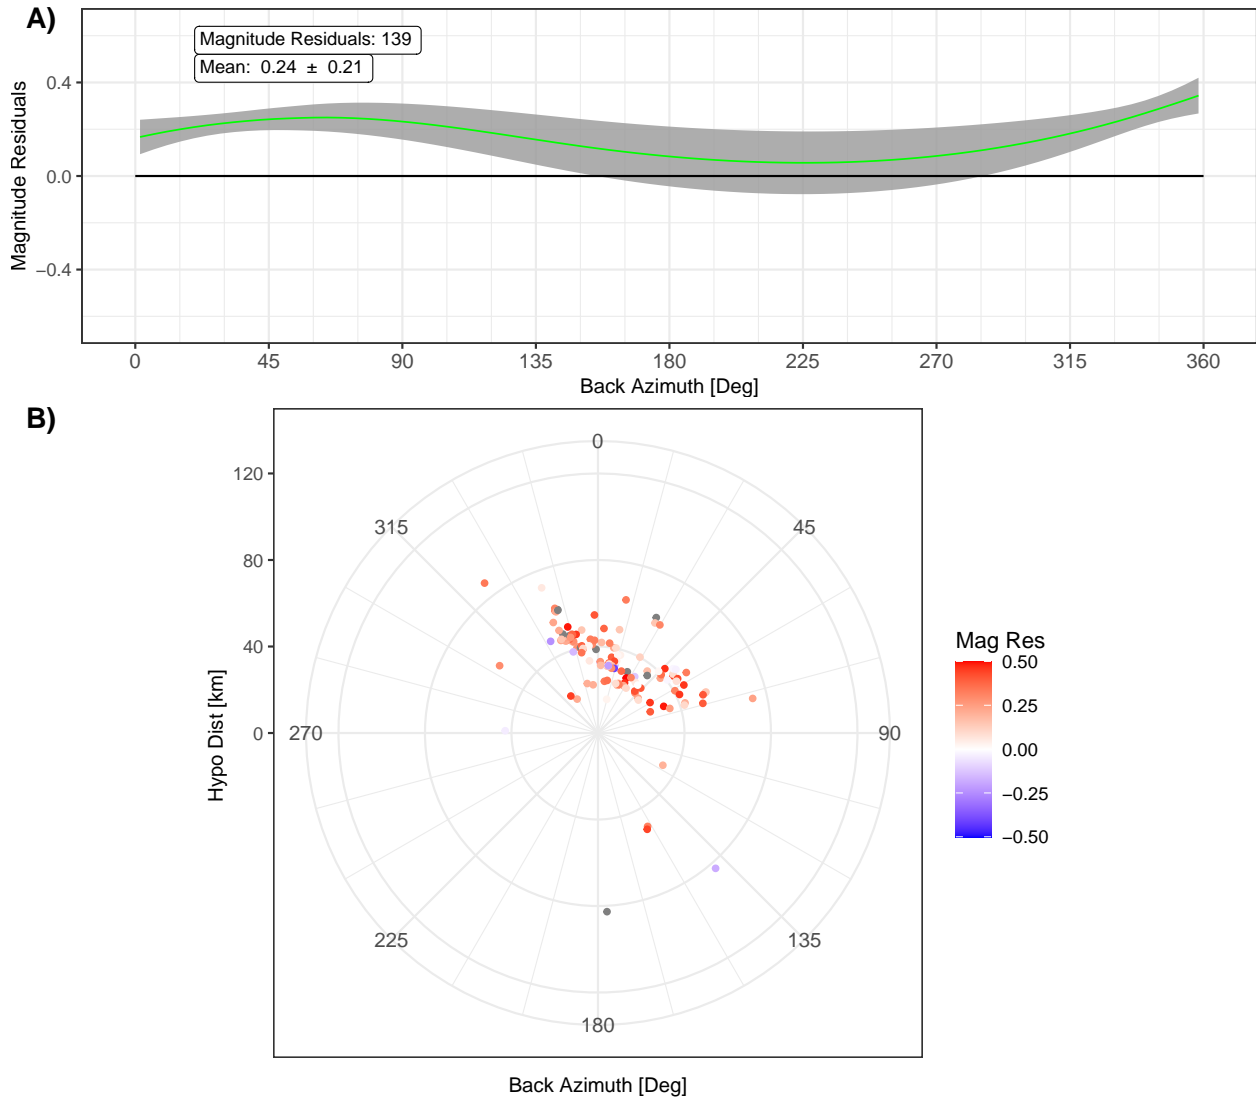 A)
Magnitude Residuals: 139
Mean:  0.24  ±  0.21
Magnitude Residuals
0.4
0.0
−0.4
0 45 90 135 180 225 270 315 360
Back Azimuth [Deg]
B)
Hypo Dist [km]
120
80
40
0
0
45
90
135
180
225
270
315
Back Azimuth [Deg]
Mag Res
0.50
0.25
0.00
−0.25
−0.50